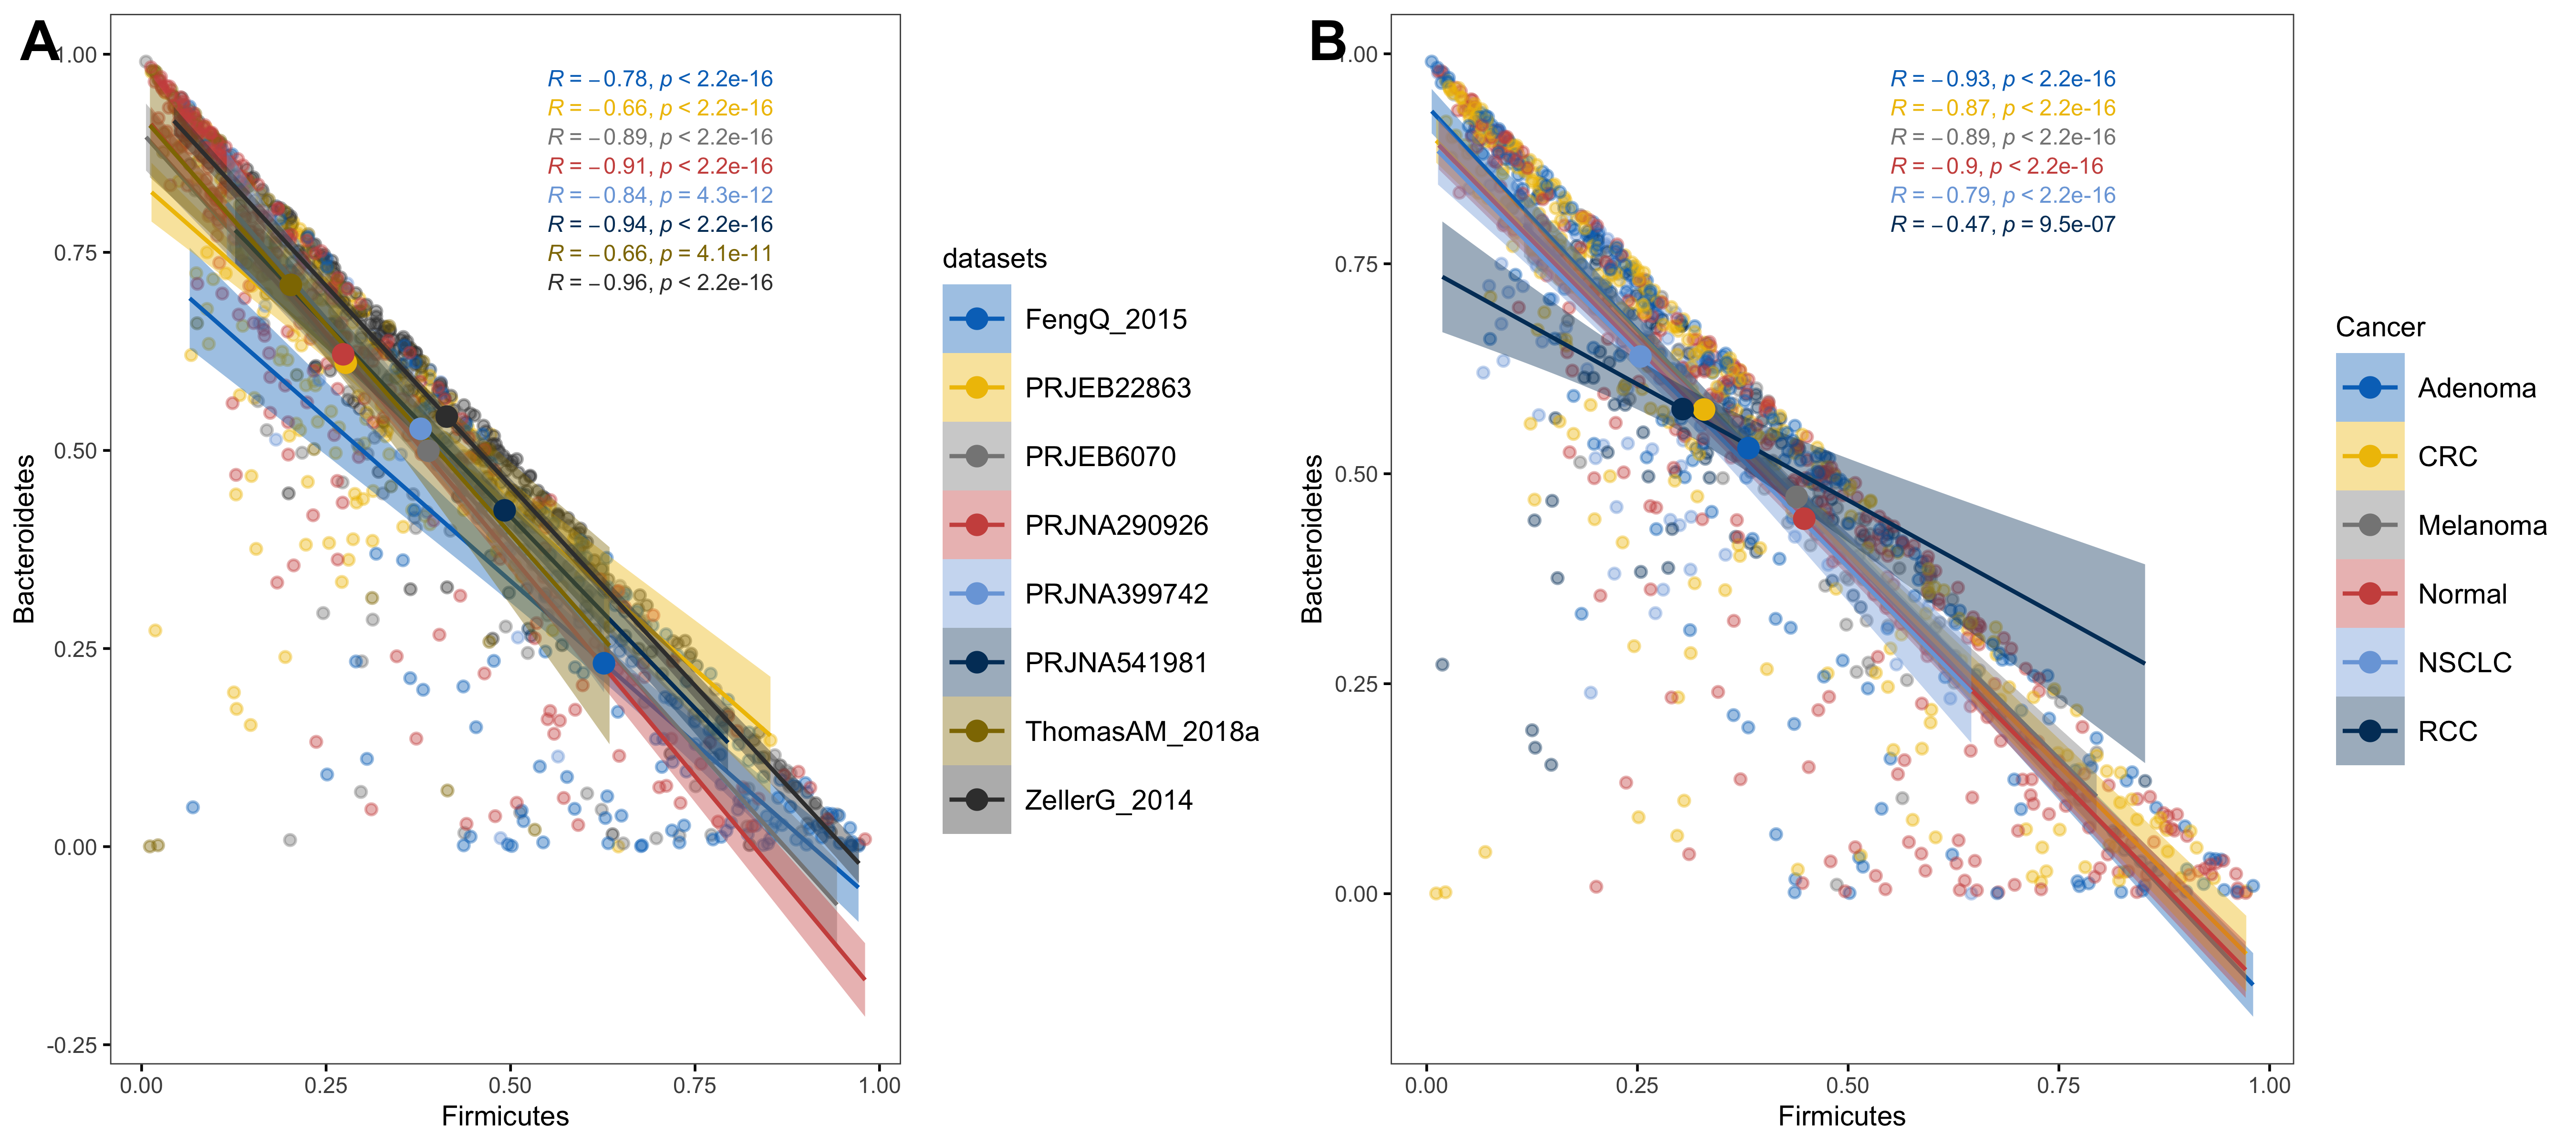 A
1.00
0.75
0.50
0.25
0.00
-0.25
Bacteroidetes
0.00 0.25 0.50 0.75 1.00
Firmicutes
R = −0.78, p < 2.2e-16
R = −0.66, p < 2.2e-16
R = −0.89, p < 2.2e-16
R = −0.91, p < 2.2e-16
R = −0.84, p = 4.3e-12
R = −0.94, p < 2.2e-16
R = −0.66, p = 4.1e-11
R = −0.96, p < 2.2e-16
datasets
FengQ_2015
PRJEB22863
PRJEB6070
PRJNA290926
PRJNA399742
PRJNA541981
ThomasAM_2018a
ZellerG_2014
B
1.00
0.75
0.50
0.25
0.00
Bacteroidetes
0.00 0.25 0.50 0.75 1.00
Firmicutes
R = −0.93, p < 2.2e-16
R = −0.87, p < 2.2e-16
R = −0.89, p < 2.2e-16
R = −0.9, p < 2.2e-16
R = −0.79, p < 2.2e-16
R = −0.47, p = 9.5e-07
Cancer
Adenoma
CRC
Melanoma
Normal
NSCLC
RCC